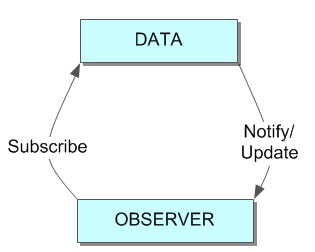 DATA
Subscribe
Notify/
Update
OBSERVER